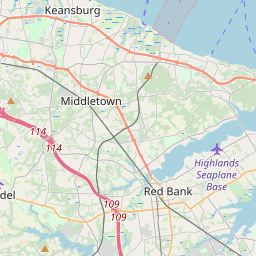 Keansburg
Middletown
114
114
Highlands
Seaplane
Base
Red Bank
del
109
109